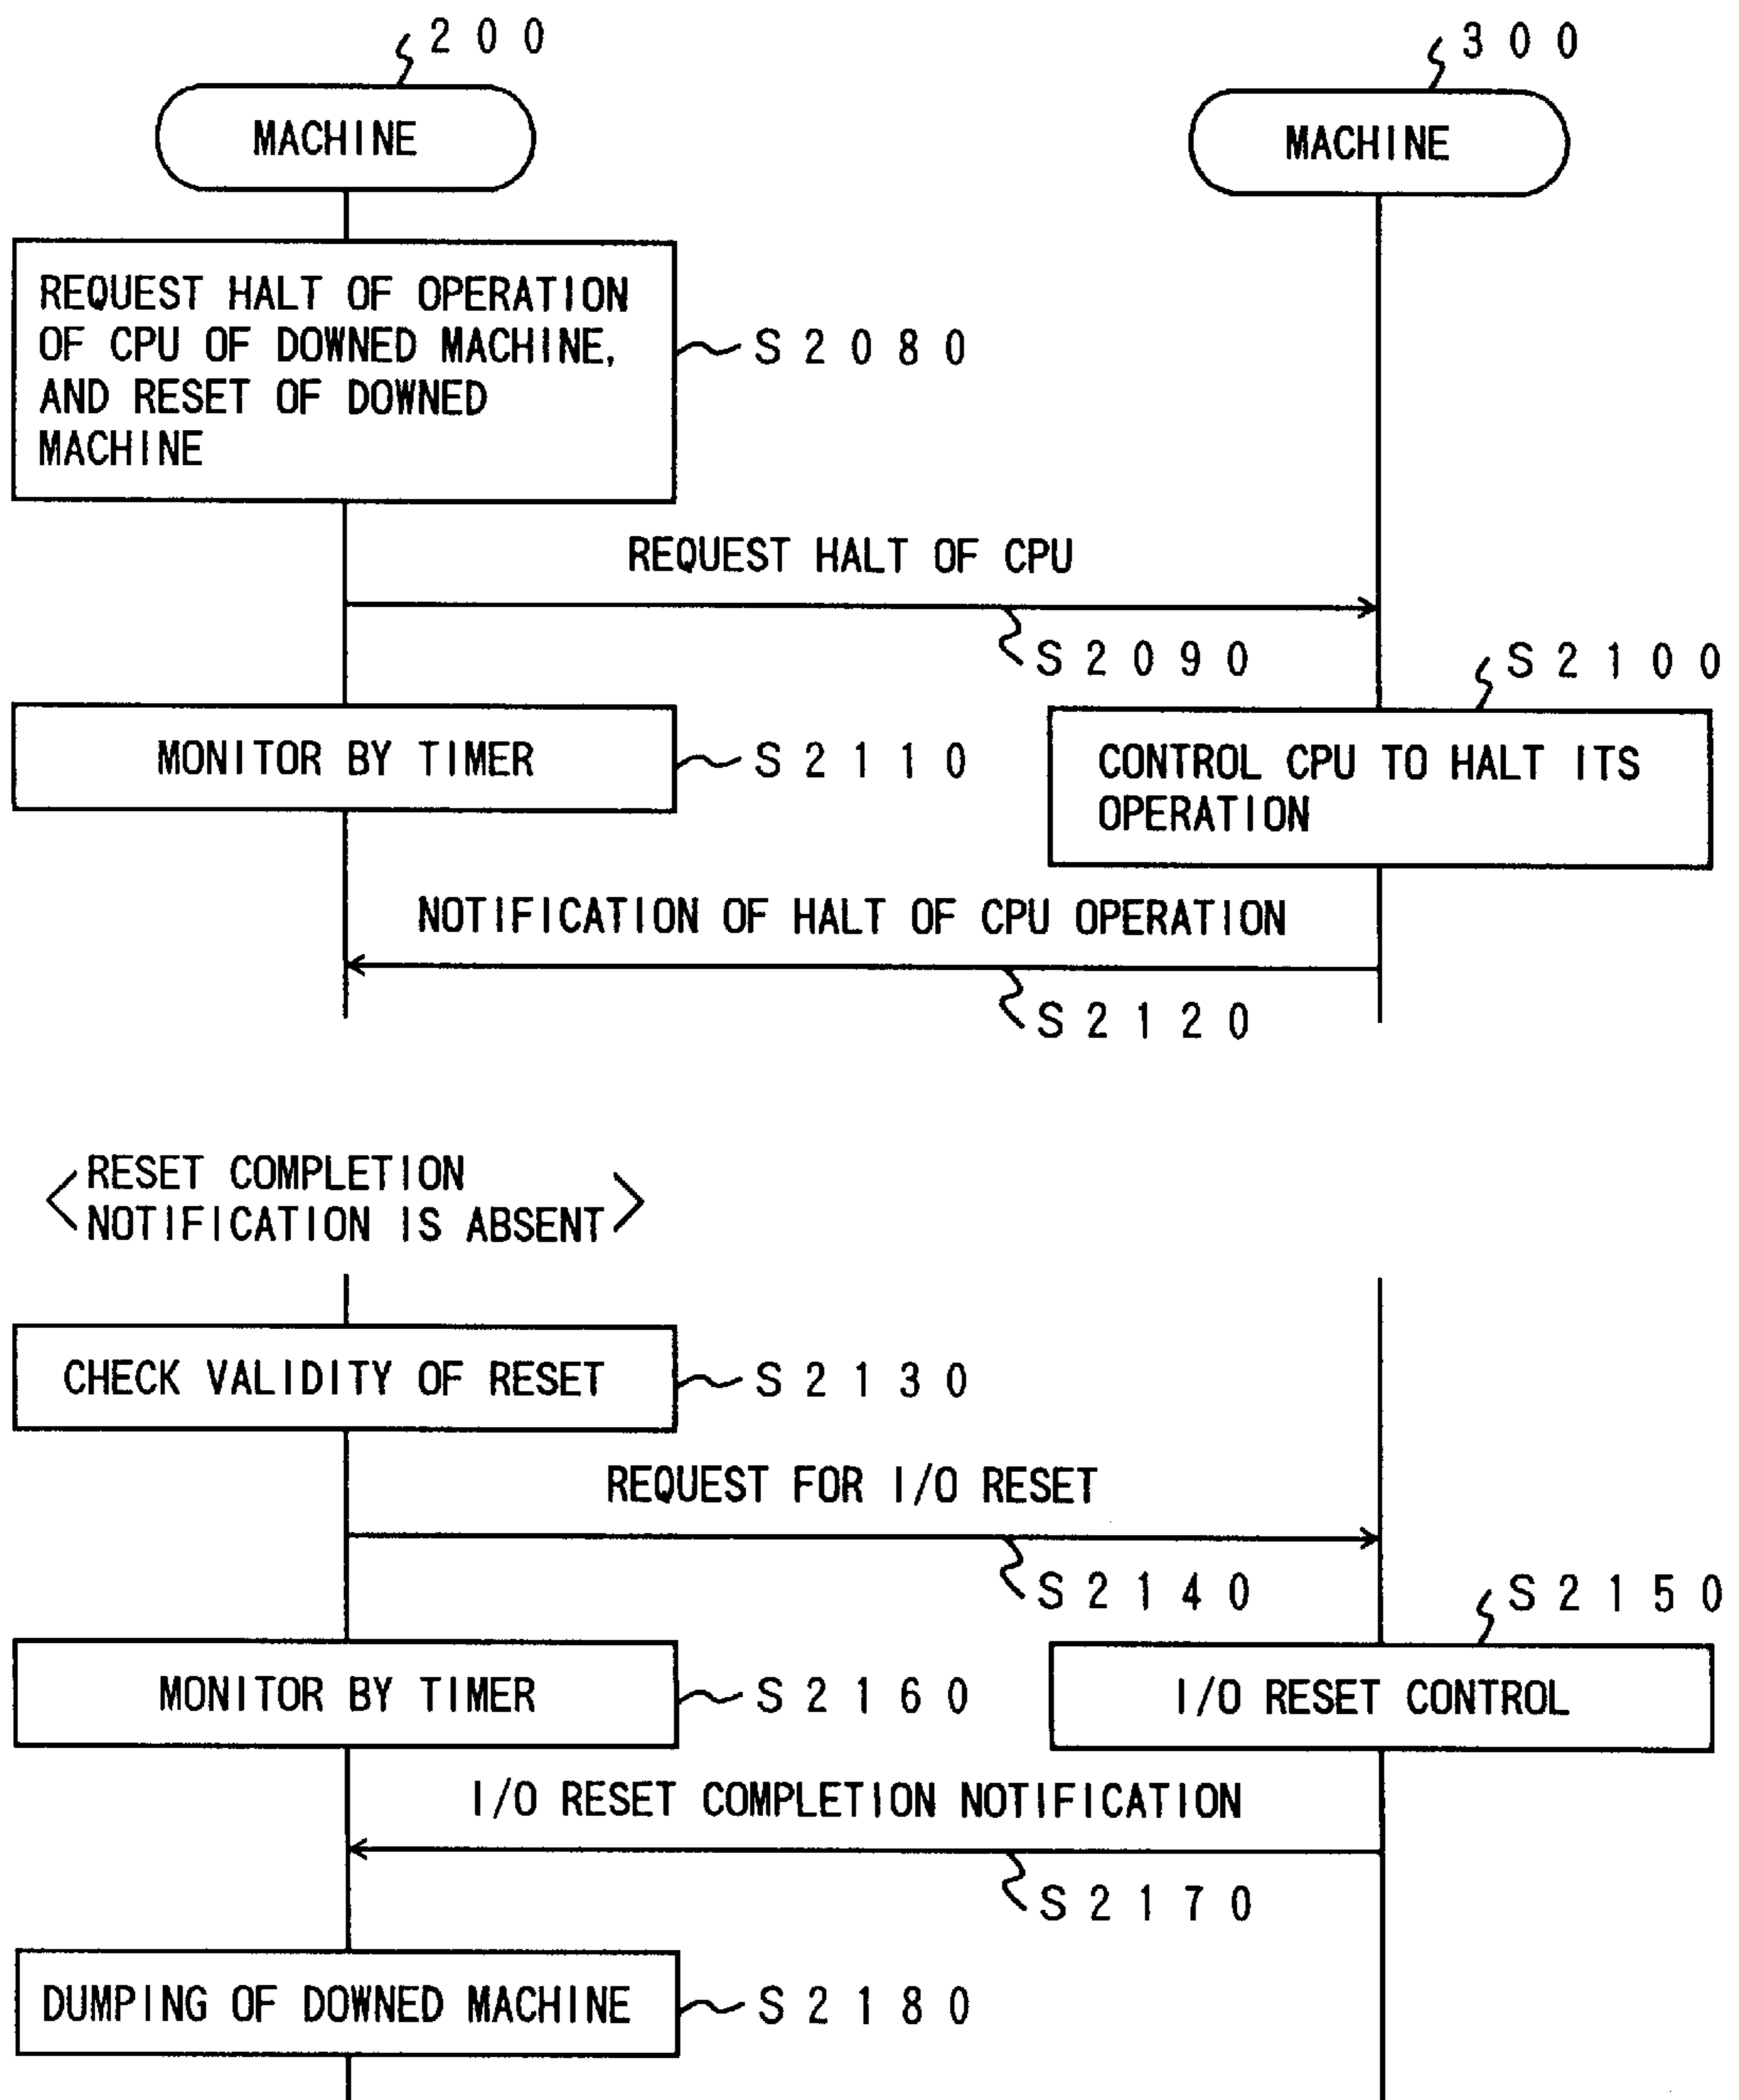 200
300
MACHINE
MACHINE
REQUEST HALT OF OPERATION
OF CPU OF DOWNED MACHINE,
AND RESET OF DOWNED
MACHINE
S2080
REQUEST HALT OF CPU
S2090
S2100
MONITOR BY TIMER
S2110
CONTROL CPU TO HALT ITS
OPERATION
NOTIFICATION OF HALT OF CPU OPERATION
S2120
RESET COMPLETION
NOTIFICATION IS ABSENT
CHECK VALIDITY OF RESET
S2130
REQUEST FOR I/O RESET
S2140
S2150
MONITOR BY TIMER
S2160
I/O RESET CONTROL
I/O RESET COMPLETION NOTIFICATION
S2170
DUMPING OF DOWNED MACHINE
S2180